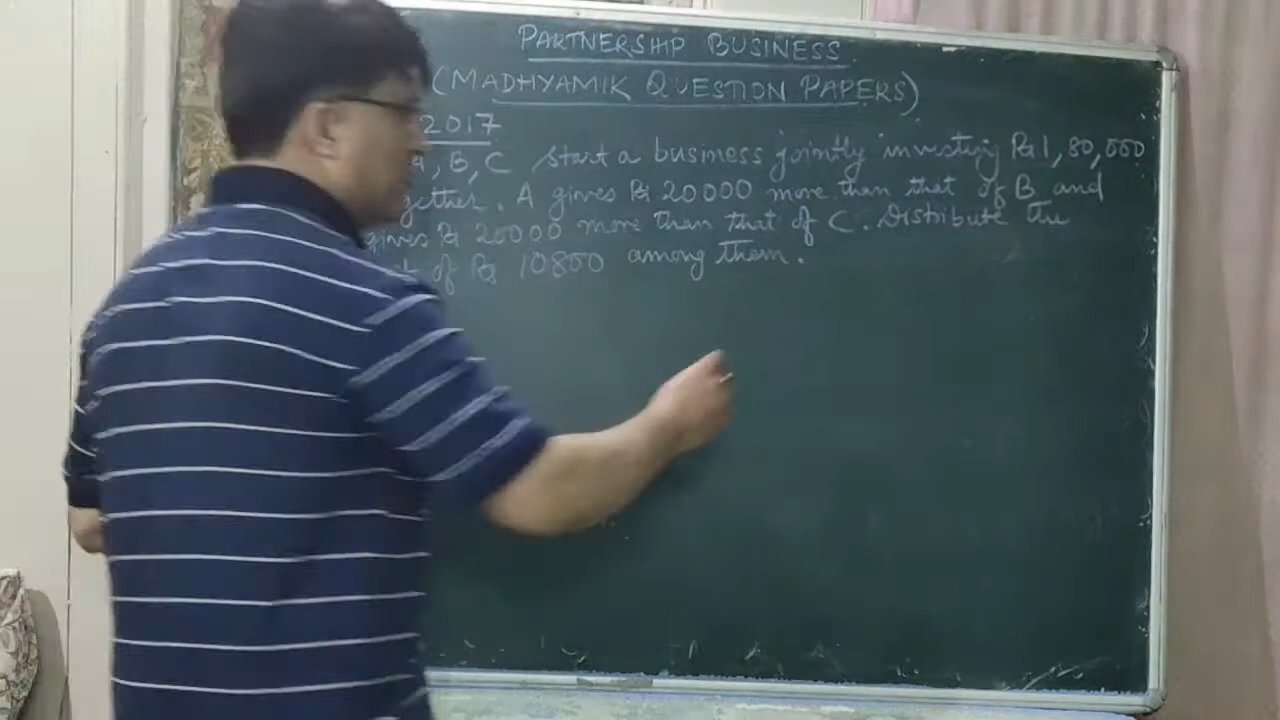 PARTNERSHIP BUSINESS
(MADHYAMIK QUESTION PAPERS)
2017
A, B, C start a business jointly investing Rs 1,80,000
gether. A gives Rs 20000 more than that of B and
gives Rs 20000 more than that of C. Distribute the
of Rs 10800 among them.